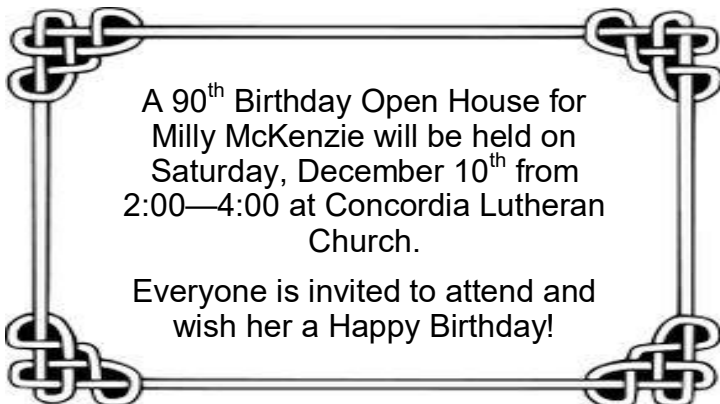 A 90th Birthday Open House for
Milly McKenzie will be held on
Saturday, December 10th from
2:00—4:00 at Concordia Lutheran
Church.
Everyone is invited to attend and
wish her a Happy Birthday!